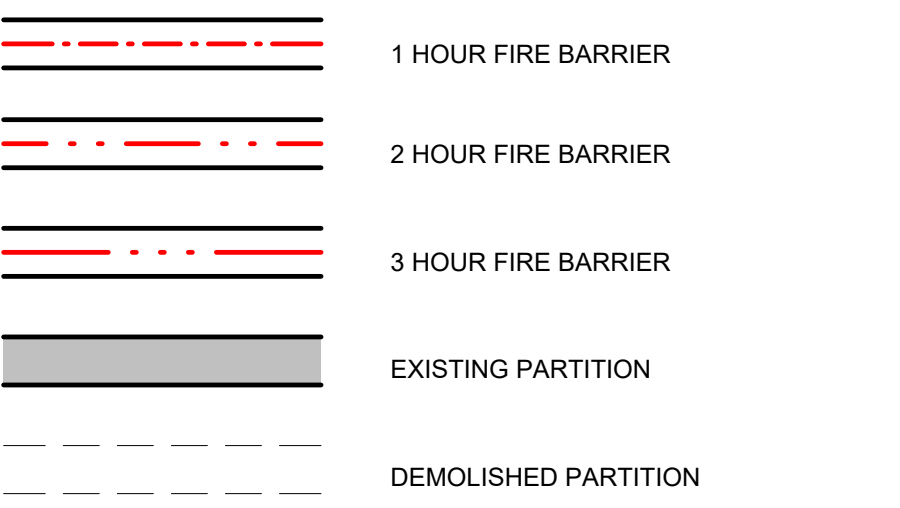 1 HOUR FIRE BARRIER
2 HOUR FIRE BARRIER
3 HOUR FIRE BARRIER
EXISTING PARTITION
DEMOLISHED PARTITION